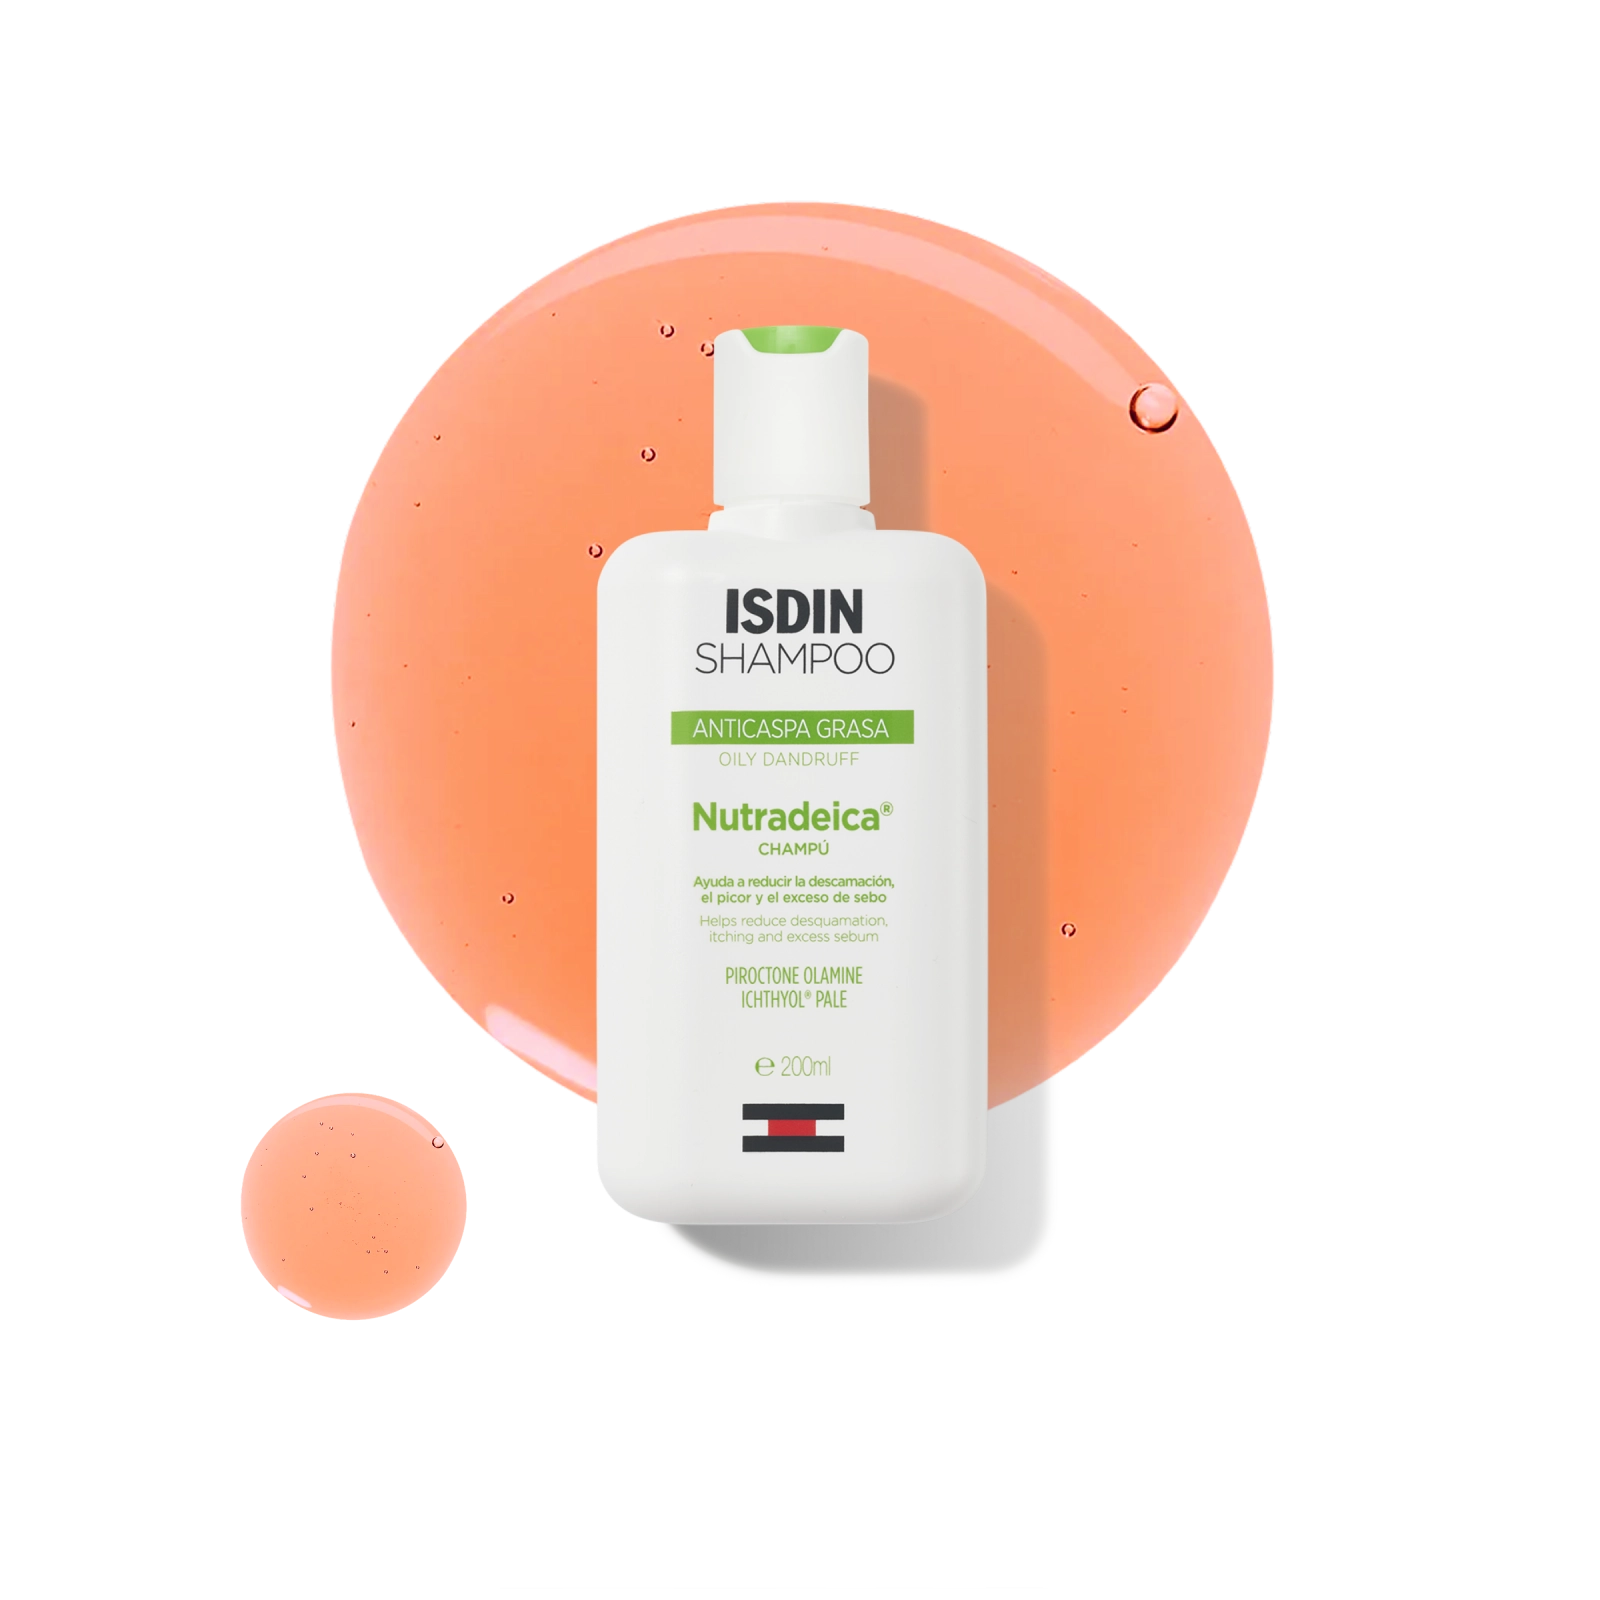 ISDIN
SHAMPOO
ANTICASPA GRASA
OILY DANDRUFF
Nutradeica®
CHAMPÚ
Ayuda a reducir la descamación,
el picor y el exceso de sebo
Helps reduce desquamation,
itching and excess sebum
PIROCTONE OLAMINE
ICHTHYOL® PALE
℮ 200ml